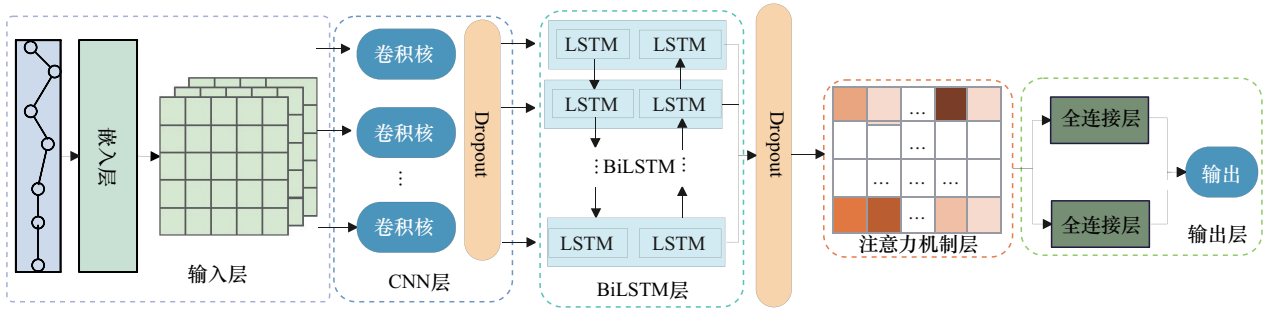 嵌入层
输入层
卷积核
卷积核
⋮
卷积核
CNN层
Dropout
LSTM
LSTM
LSTM
LSTM
⋮BiLSTM⋮
LSTM
LSTM
BiLSTM层
Dropout
…
…
… … …
…
注意力机制层
全连接层
全连接层
输出
输出层